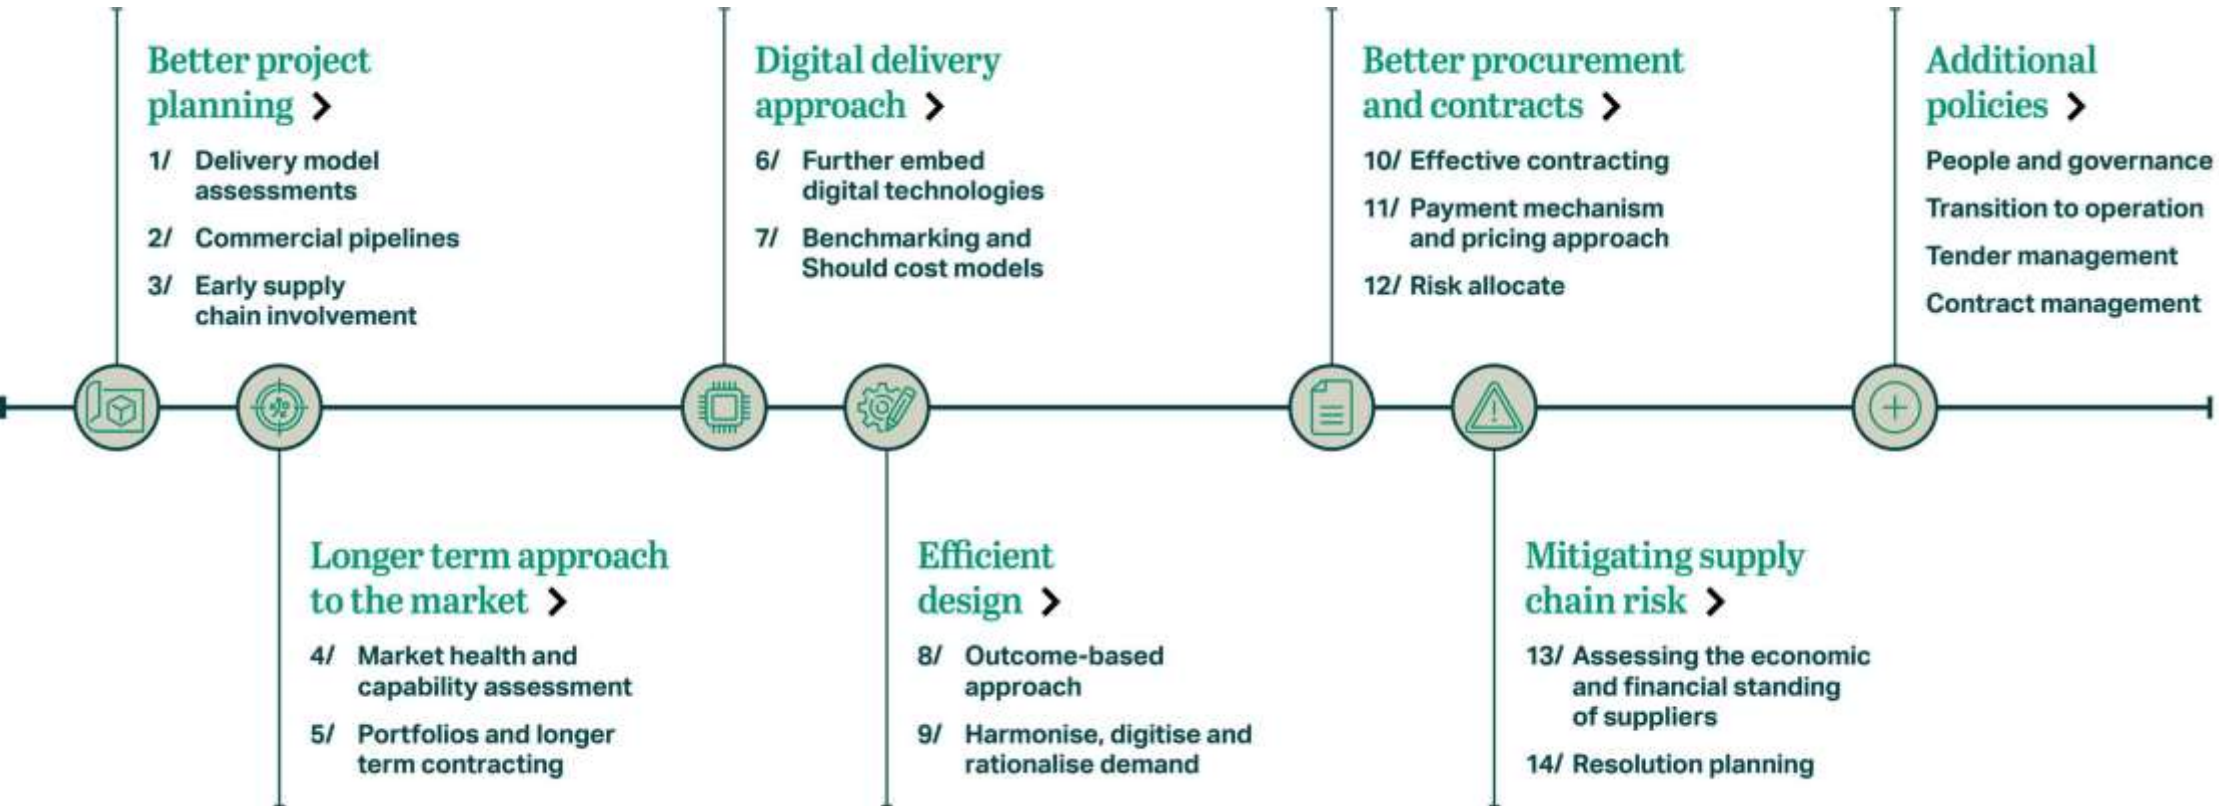 Better project
planning
1/ Delivery model
assessments
2/ Commercial pipelines
3/ Early supply
chain involvement
Longer term approach
to the market
4/ Market health and
capability assessment
5/ Portfolios and longer
term contracting
Digital delivery
approach
6/ Further embed
digital technologies
7/ Benchmarking and
Should cost models
Efficient
design
8/ Outcome-based
approach
9/ Harmonise, digitise and
rationalise demand
Better procurement
and contracts
10/ Effective contracting
11/ Payment mechanism
and pricing approach
12/ Risk allocate
Mitigating supply
chain risk
13/ Assessing the economic
and financial standing
of suppliers
14/ Resolution planning
Additional
policies
People and governance
Transition to operation
Tender management
Contract management